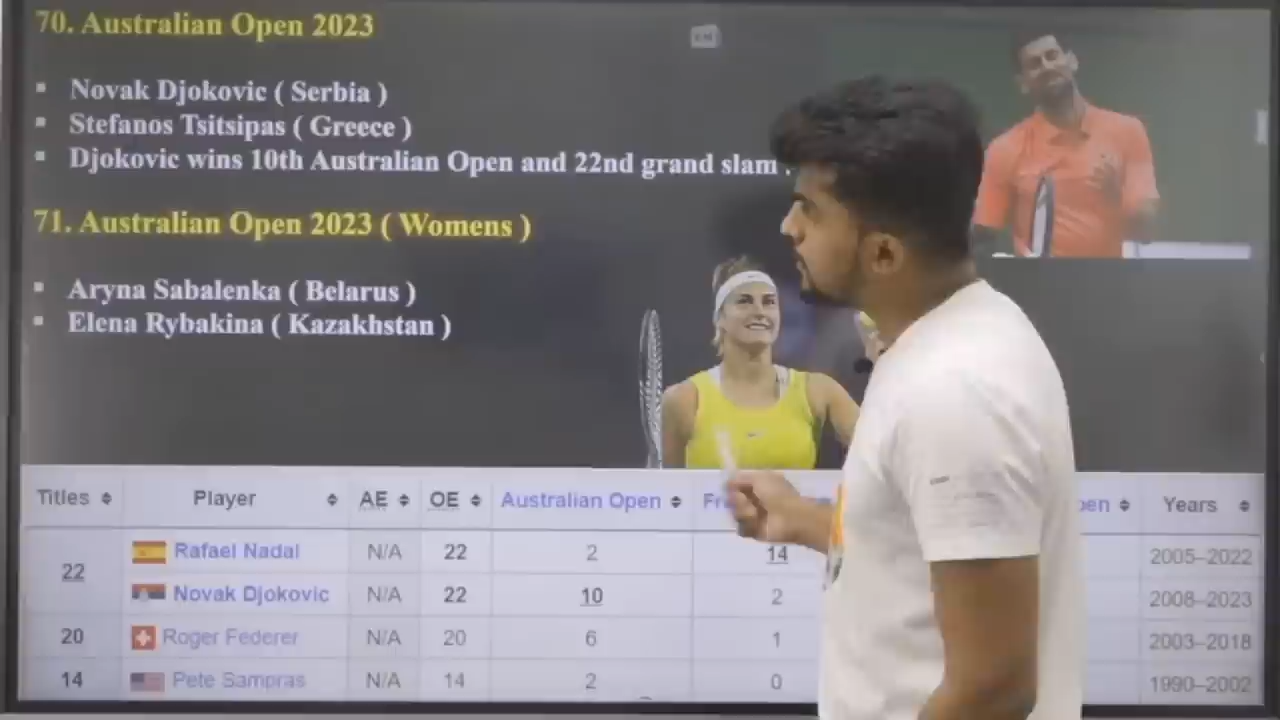 70. Australian Open 2023
▪ Novak Djokovic ( Serbia )
▪ Stefanos Tsitsipas ( Greece )
▪ Djokovic wins 10th Australian Open and 22nd grand slam .
71. Australian Open 2023 ( Womens )
▪ Aryna Sabalenka ( Belarus )
▪ Elena Rybakina ( Kazakhstan )
Titles Player AE OE Australian Open Years
22 Rafael Nadal N/A 22 2 14 2005–2022
Novak Djokovic N/A 22 10 2 2008–2023
20 Roger Federer N/A 20 6 1 2003–2018
14 Pete Sampras N/A 14 2 0 1990–2002